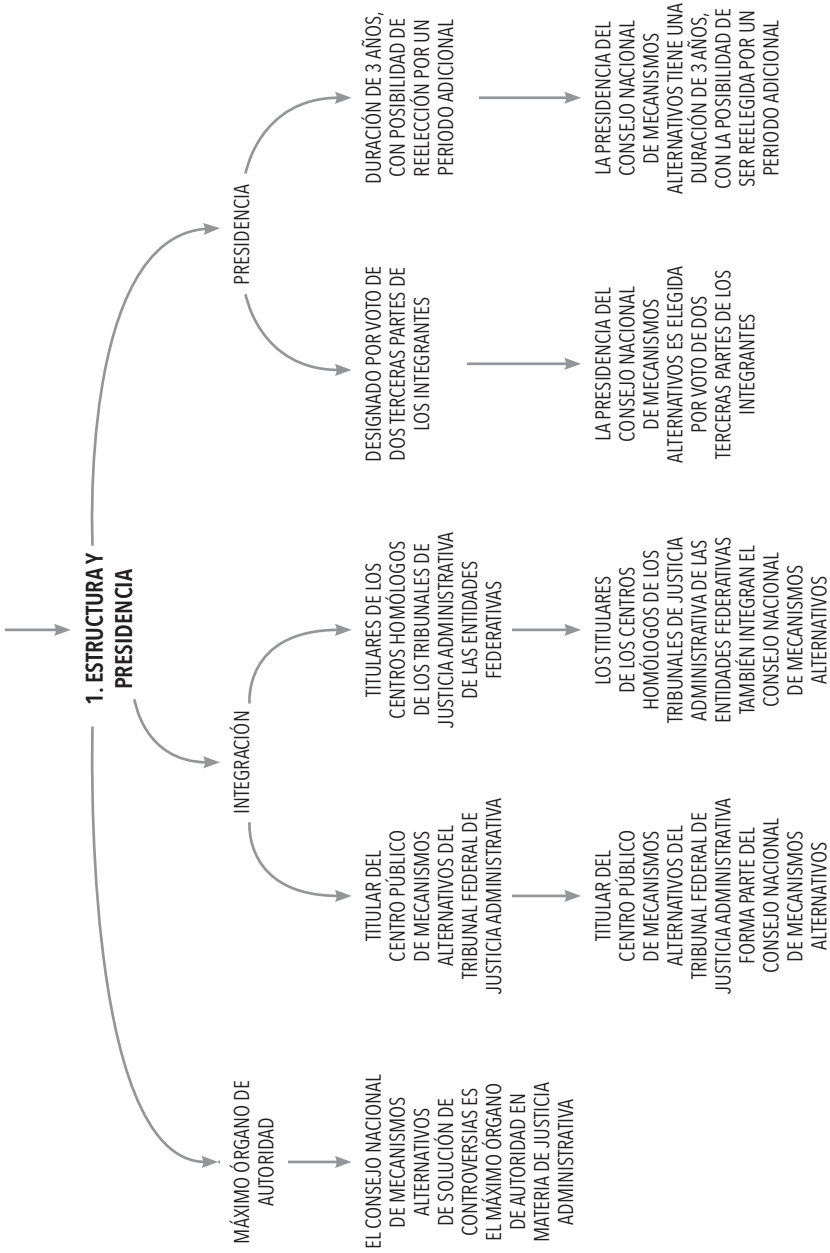 1. ESTRUCTURA Y
PRESIDENCIA
MÁXIMO ÓRGANO DE
AUTORIDAD
EL CONSEJO NACIONAL
DE MECANISMOS
ALTERNATIVOS
DE SOLUCIÓN DE
CONTROVERSIAS ES
EL MÁXIMO ÓRGANO
DE AUTORIDAD EN
MATERIA DE JUSTICIA
ADMINISTRATIVA
INTEGRACIÓN
TITULAR DEL
CENTRO PÚBLICO
DE MECANISMOS
ALTERNATIVOS DEL
TRIBUNAL FEDERAL DE
JUSTICIA ADMINISTRATIVA
TITULAR DEL
CENTRO PÚBLICO
DE MECANISMOS
ALTERNATIVOS DEL
TRIBUNAL FEDERAL DE
JUSTICIA ADMINISTRATIVA
FORMA PARTE DEL
CONSEJO NACIONAL
DE MECANISMOS
ALTERNATIVOS
TITULARES DE LOS
CENTROS HOMÓLOGOS
DE LOS TRIBUNALES DE
JUSTICIA ADMINISTRATIVA
DE LAS ENTIDADES
FEDERATIVAS
LOS TITULARES
DE LOS CENTROS
HOMÓLOGOS DE LOS
TRIBUNALES DE JUSTICIA
ADMINISTRATIVA DE LAS
ENTIDADES FEDERATIVAS
TAMBIÉN INTEGRAN EL
CONSEJO NACIONAL
DE MECANISMOS
ALTERNATIVOS
PRESIDENCIA
DESIGNADO POR VOTO DE
DOS TERCERAS PARTES DE
LOS INTEGRANTES
LA PRESIDENCIA DEL
CONSEJO NACIONAL
DE MECANISMOS
ALTERNATIVOS ES ELEGIDA
POR VOTO DE DOS
TERCERAS PARTES DE LOS
INTEGRANTES
DURACIÓN DE 3 AÑOS,
CON POSIBILIDAD DE
REELECCIÓN POR UN
PERIODO ADICIONAL
LA PRESIDENCIA DEL
CONSEJO NACIONAL
DE MECANISMOS
ALTERNATIVOS TIENE UNA
DURACIÓN DE 3 AÑOS,
CON LA POSIBILIDAD DE
SER REELEGIDA POR UN
PERIODO ADICIONAL